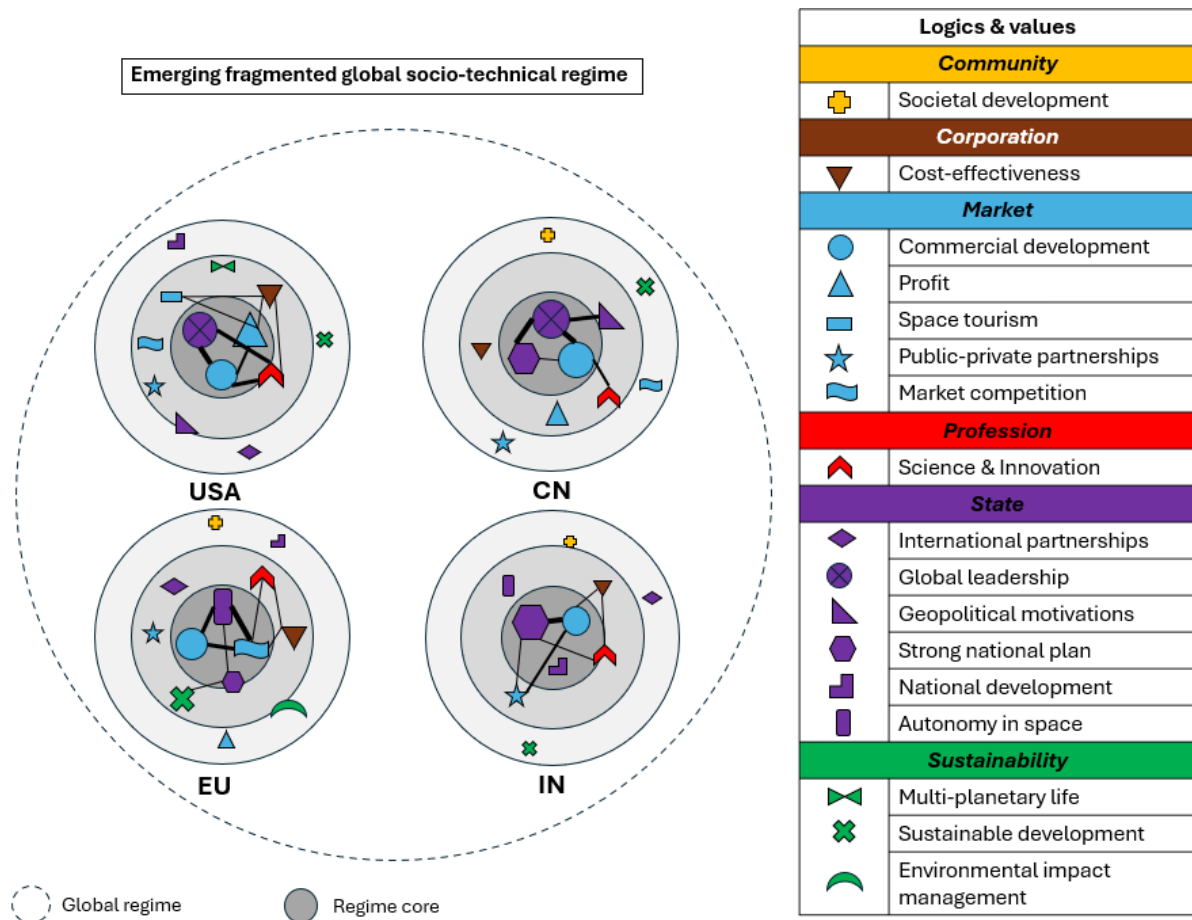 Emerging fragmented global socio-technical regime
USA
CN
EU
IN
Global regime
Regime core
Logics & values
Community
Societal development
Corporation
Cost-effectiveness
Market
Commercial development
Profit
Space tourism
Public-private partnerships
Market competition
Profession
Science & Innovation
State
International partnerships
Global leadership
Geopolitical motivations
Strong national plan
National development
Autonomy in space
Sustainability
Multi-planetary life
Sustainable development
Environmental impact
management